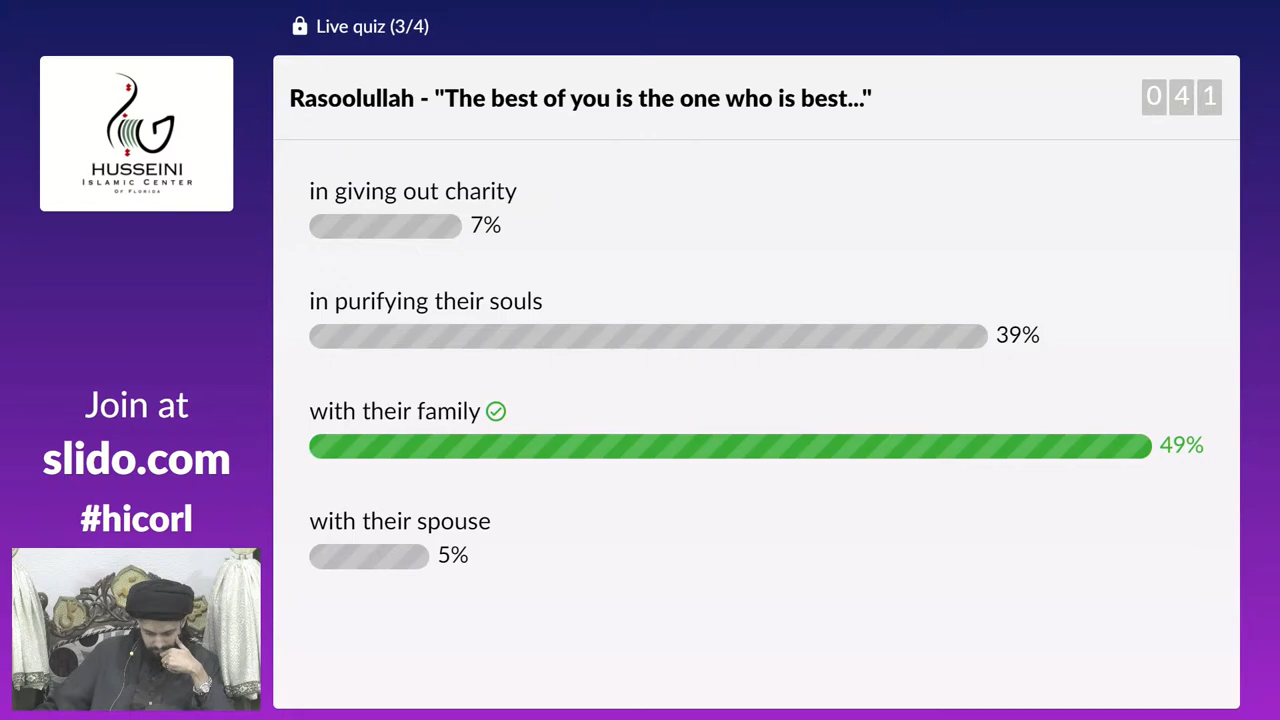 Live quiz (3/4)
HUSSEINI
ISLAMIC CENTER
OF FLORIDA
Rasoolullah - "The best of you is the one who is best..."
041
in giving out charity
7%
in purifying their souls
39%
with their family
49%
with their spouse
5%
Join at
slido.com
#hicorl